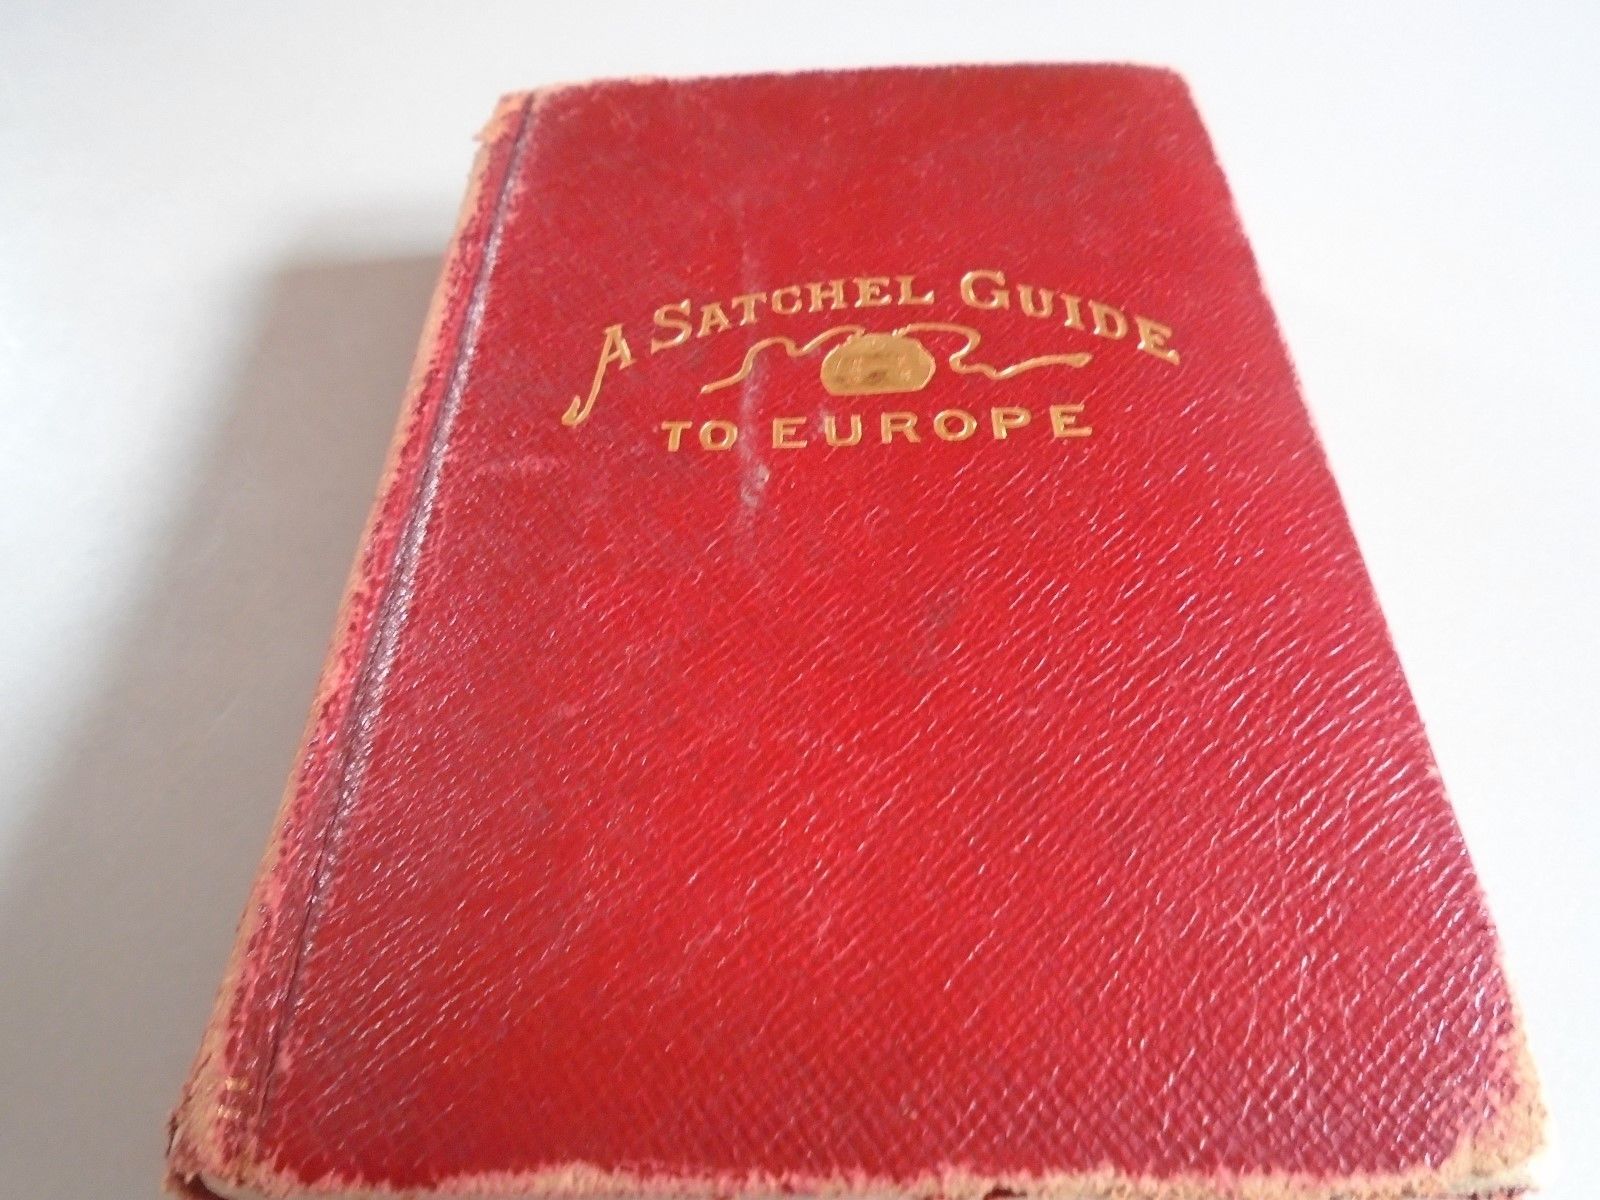 A SATCHEL GUIDE
TO EUROPE